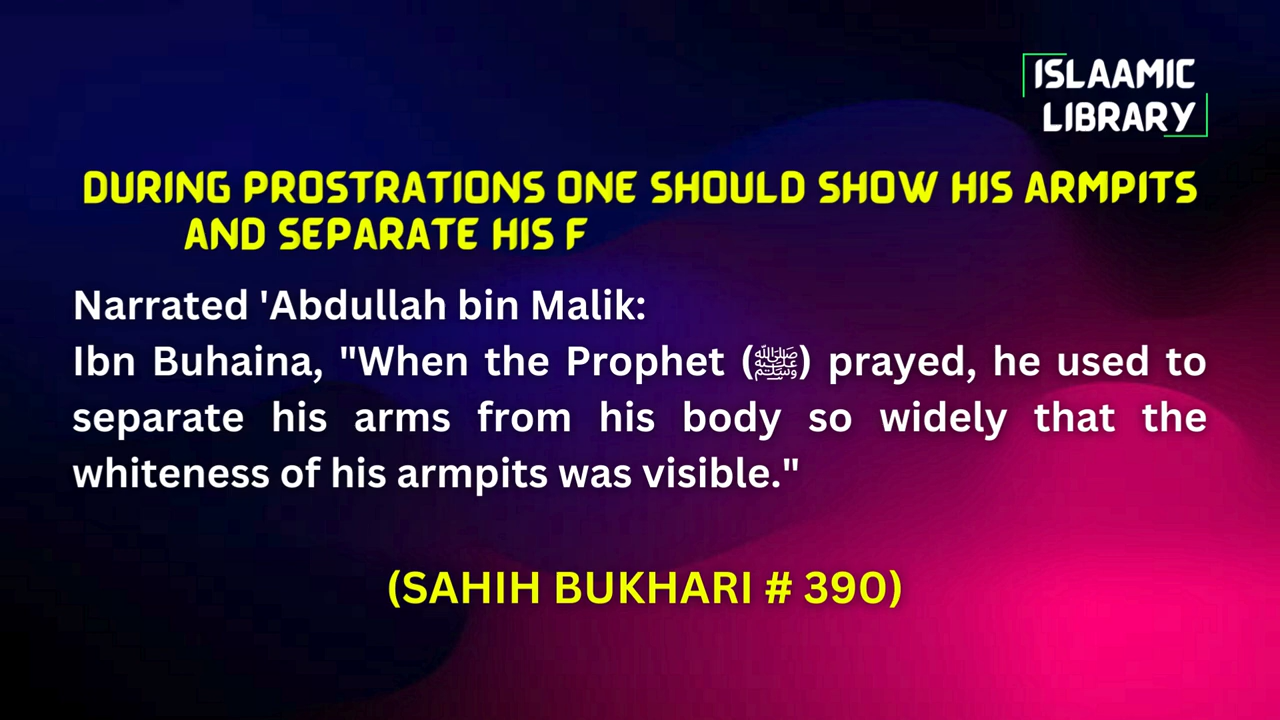 ISLAAMIC
LIBRARY
DURING PROSTRATIONS ONE SHOULD SHOW HIS ARMPITS
AND SEPARATE HIS F
Narrated 'Abdullah bin Malik:
Ibn Buhaina, "When the Prophet (ﷺ) prayed, he used to
separate his arms from his body so widely that the
whiteness of his armpits was visible."
(SAHIH BUKHARI # 390)